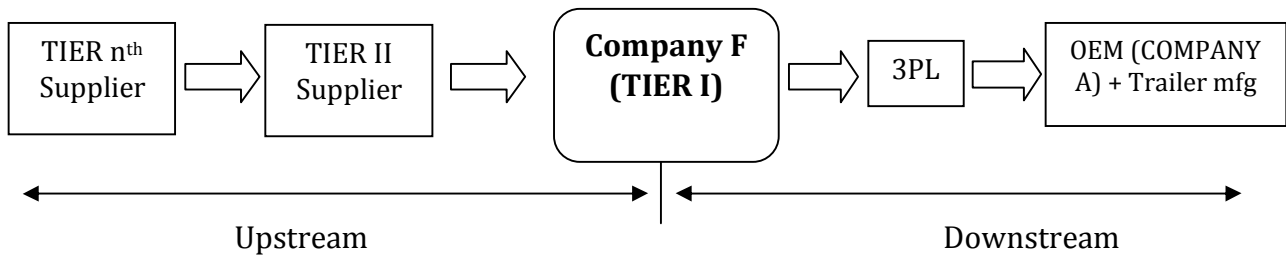 TIER nth
Supplier
TIER II
Supplier
Company F
(TIER I)
3PL
OEM (COMPANY
A) + Trailer mfg
Upstream
Downstream